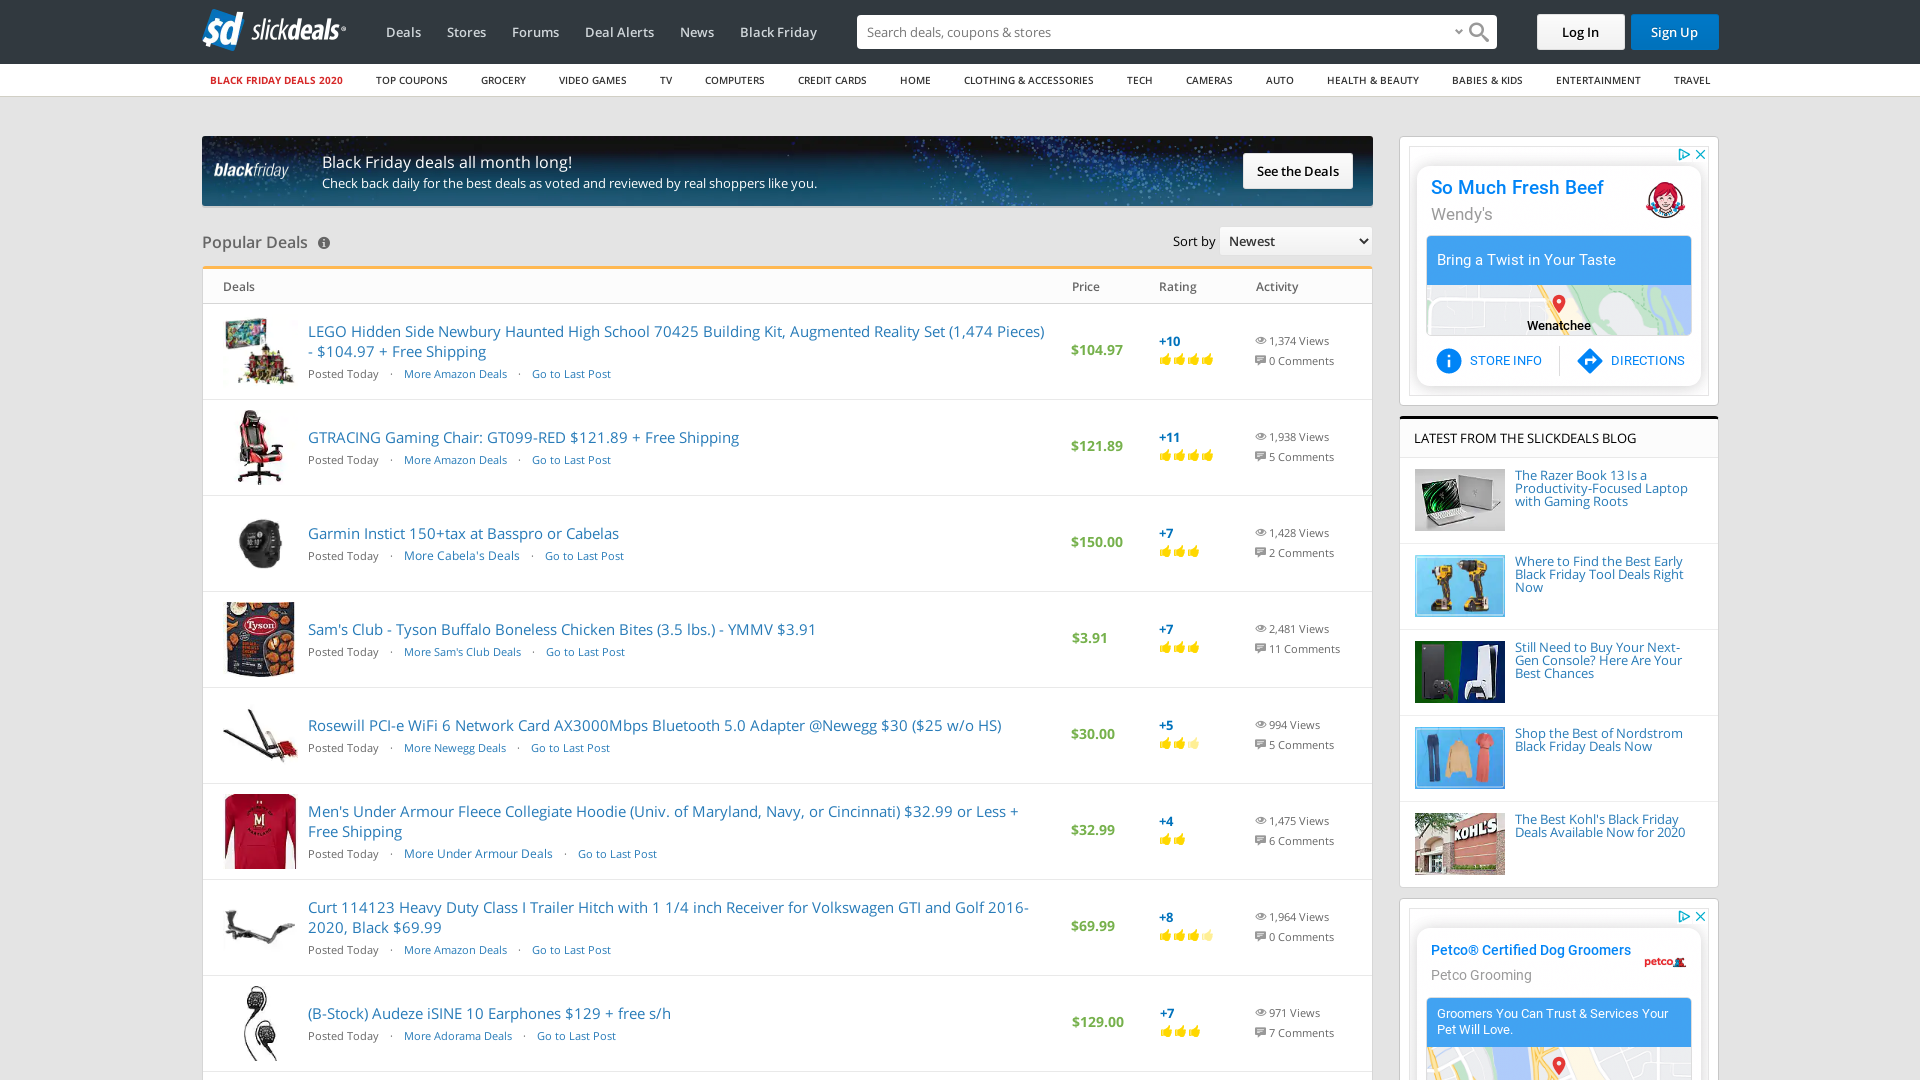 sd slickdeals
Deals
Stores
Forums
Deal Alerts
News
Black Friday
Search deals, coupons & stores
Log In
Sign Up
BLACK FRIDAY DEALS 2020
TOP COUPONS
GROCERY
VIDEO GAMES
TV
COMPUTERS
CREDIT CARDS
HOME
CLOTHING & ACCESSORIES
TECH
CAMERAS
AUTO
HEALTH & BEAUTY
BABIES & KIDS
ENTERTAINMENT
TRAVEL
blackfriday
Black Friday deals all month long!
Check back daily for the best deals as voted and reviewed by real shoppers like you.
See the Deals
Popular Deals
Sort by Newest
Deals
Price
Rating
Activity
LEGO Hidden Side Newbury Haunted High School 70425 Building Kit, Augmented Reality Set (1,474 Pieces)
- $104.97 + Free Shipping
Posted Today · More Amazon Deals · Go to Last Post
$104.97
+10
1,374 Views
0 Comments
GTRACING Gaming Chair: GT099-RED $121.89 + Free Shipping
Posted Today · More Amazon Deals · Go to Last Post
$121.89
+11
1,938 Views
5 Comments
Garmin Instict 150+tax at Basspro or Cabelas
Posted Today · More Cabela's Deals · Go to Last Post
$150.00
+7
1,428 Views
2 Comments
Tyson
Sam's Club - Tyson Buffalo Boneless Chicken Bites (3.5 lbs.) - YMMV $3.91
Posted Today · More Sam's Club Deals · Go to Last Post
$3.91
+7
2,481 Views
11 Comments
Rosewill PCI-e WiFi 6 Network Card AX3000Mbps Bluetooth 5.0 Adapter @Newegg $30 ($25 w/o HS)
Posted Today · More Newegg Deals · Go to Last Post
$30.00
+5
994 Views
5 Comments
M
Men's Under Armour Fleece Collegiate Hoodie (Univ. of Maryland, Navy, or Cincinnati) $32.99 or Less +
Free Shipping
Posted Today · More Under Armour Deals · Go to Last Post
$32.99
+4
1,475 Views
6 Comments
Curt 114123 Heavy Duty Class I Trailer Hitch with 1 1/4 inch Receiver for Volkswagen GTI and Golf 2016-
2020, Black $69.99
Posted Today · More Amazon Deals · Go to Last Post
$69.99
+8
1,964 Views
0 Comments
(B-Stock) Audeze iSINE 10 Earphones $129 + free s/h
Posted Today · More Adorama Deals · Go to Last Post
$129.00
+7
971 Views
7 Comments
So Much Fresh Beef
Wendy's
Bring a Twist in Your Taste
Wenatchee
STORE INFO
DIRECTIONS
LATEST FROM THE SLICKDEALS BLOG
The Razer Book 13 Is a
Productivity-Focused Laptop
with Gaming Roots
Where to Find the Best Early
Black Friday Tool Deals Right
Now
Still Need to Buy Your Next-
Gen Console? Here Are Your
Best Chances
Shop the Best of Nordstrom
Black Friday Deals Now
KOHL'S
The Best Kohl's Black Friday
Deals Available Now for 2020
Petco® Certified Dog Groomers
petco
Petco Grooming
Groomers You Can Trust & Services Your
Pet Will Love.